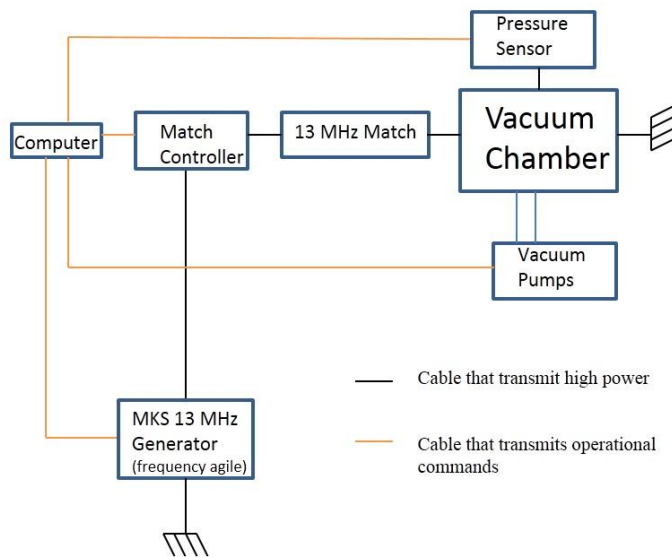 Pressure
Sensor
Computer
Match
Controller
13 MHz Match
Vacuum
Chamber
Vacuum
Pumps
MKS 13 MHz
Generator
(frequency agile)
Cable that transmit high power
Cable that transmits operational
commands